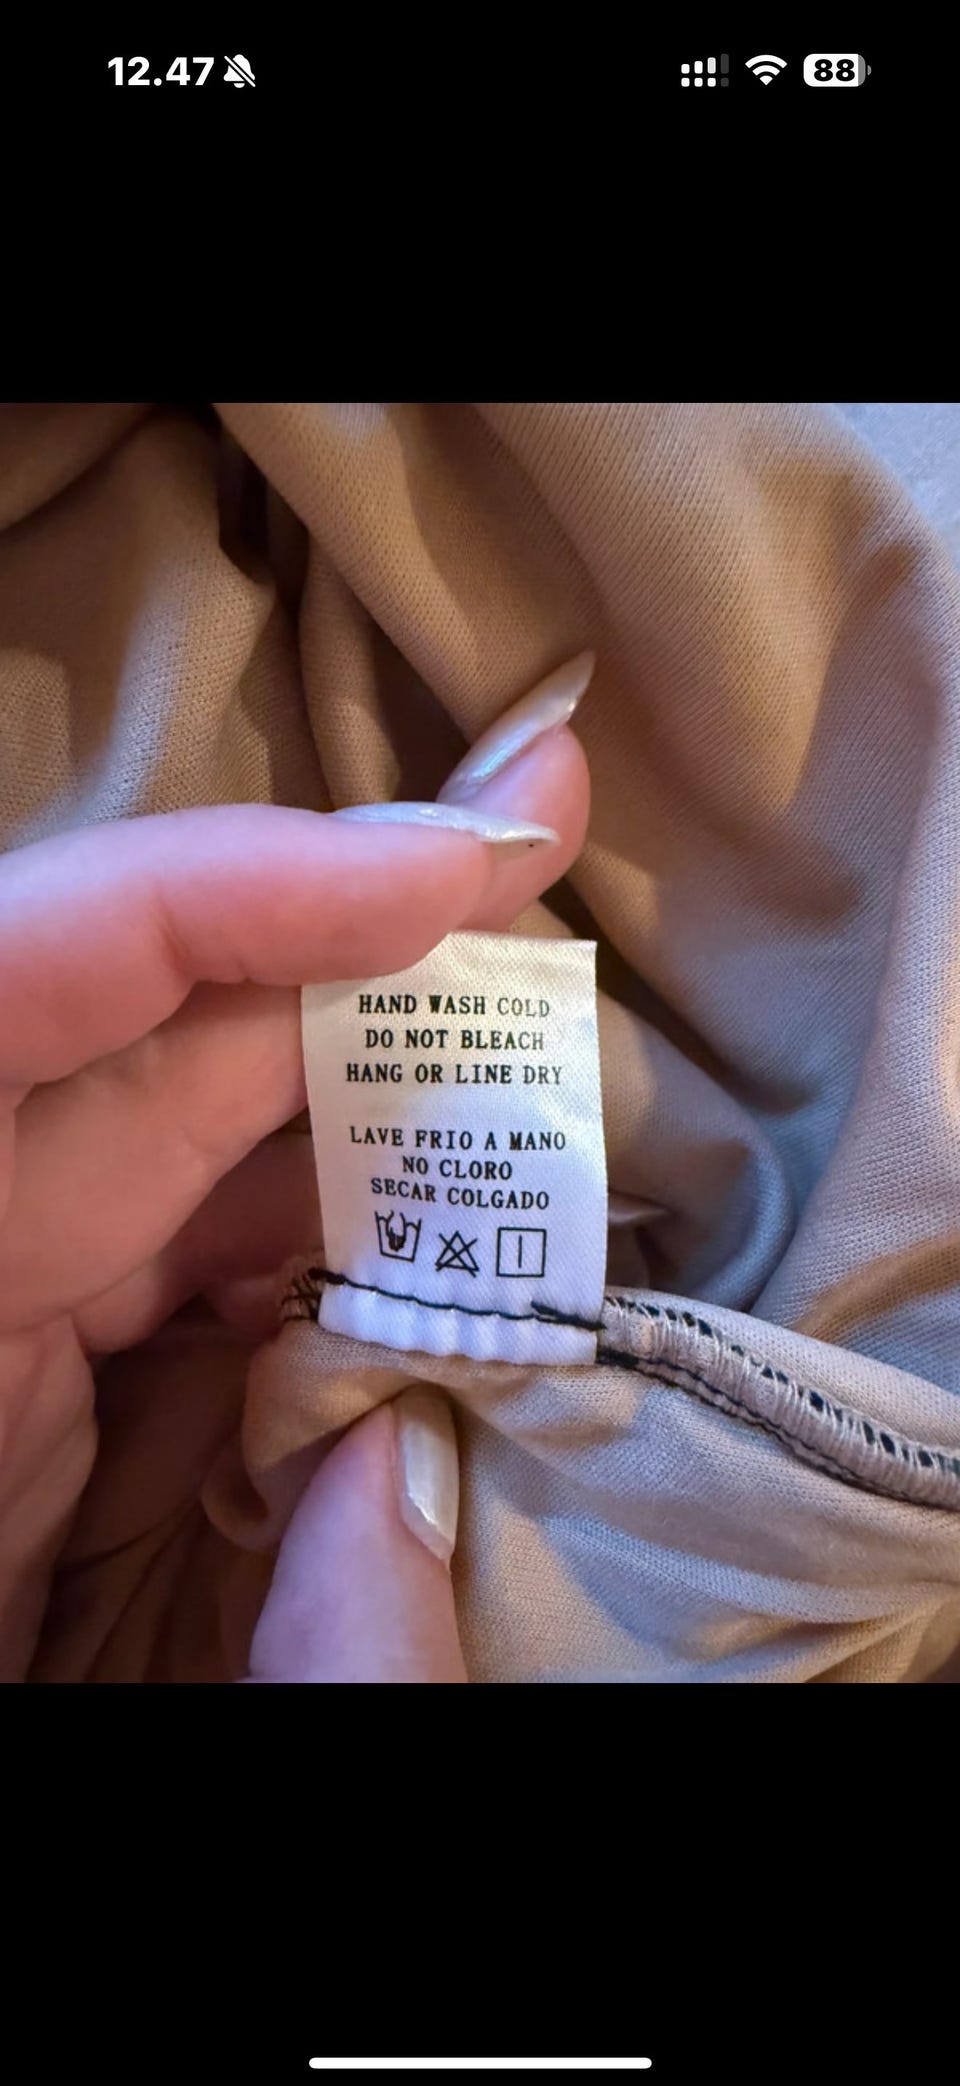 12.47
88
HAND WASH COLD
DO NOT BLEACH
HANG OR LINE DRY
LAVE FRIO A MANO
NO CLORO
SECAR COLGADO